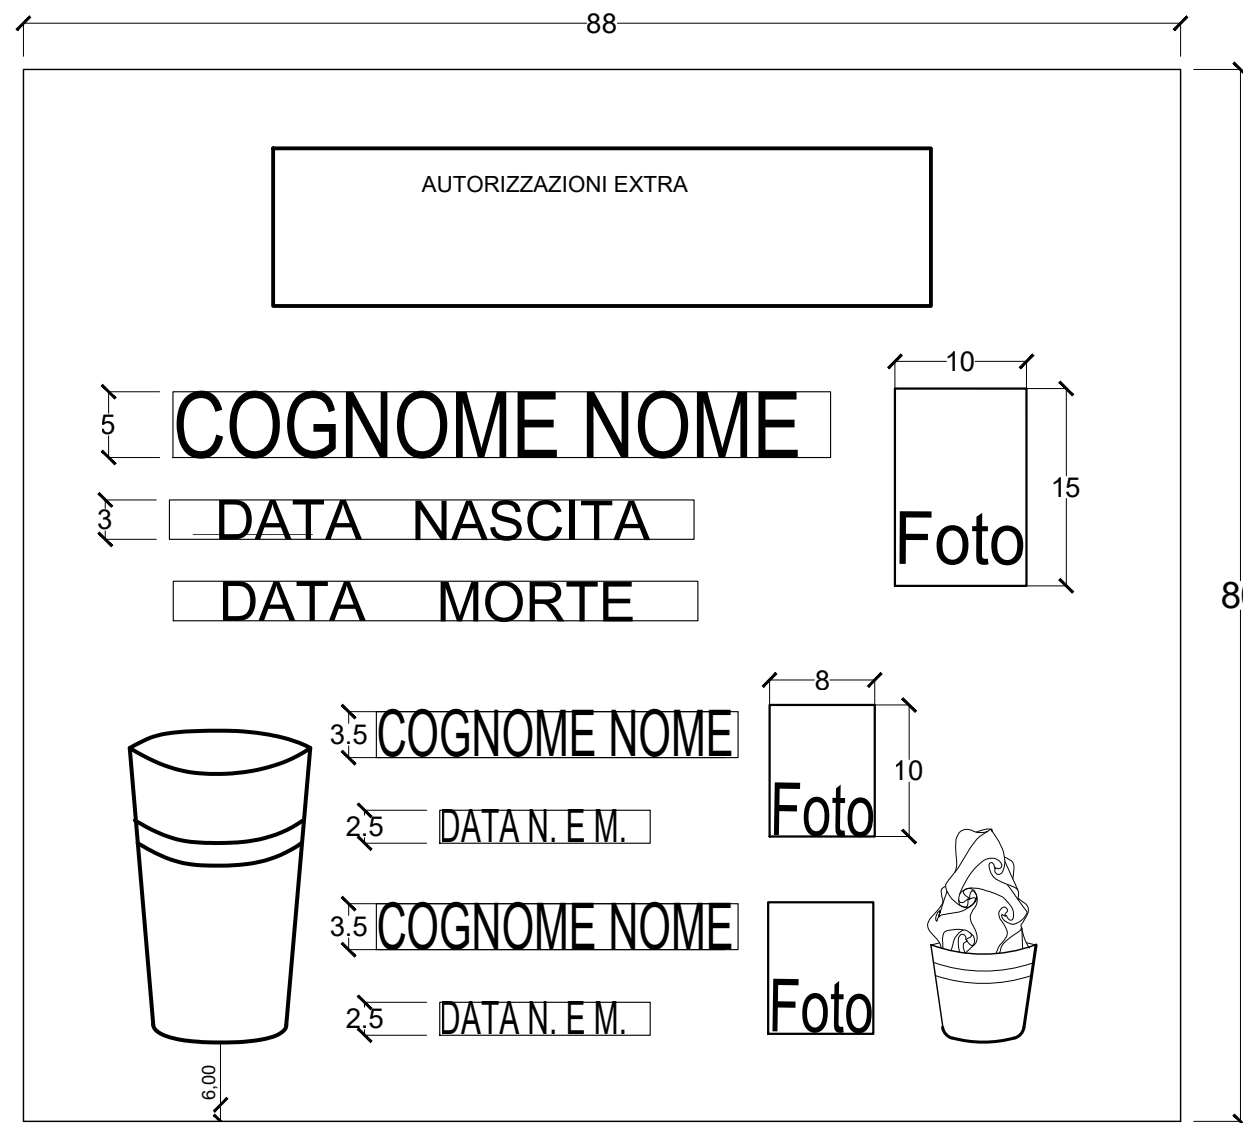 88
AUTORIZZAZIONI EXTRA
10
5
COGNOME NOME
15
3
DATA NASCITA
Foto
DATA MORTE
8
3.5
COGNOME NOME
10
2,5
DATA N. E M.
Foto
3.5
COGNOME NOME
2,5
DATA N. E M.
Foto
6,00